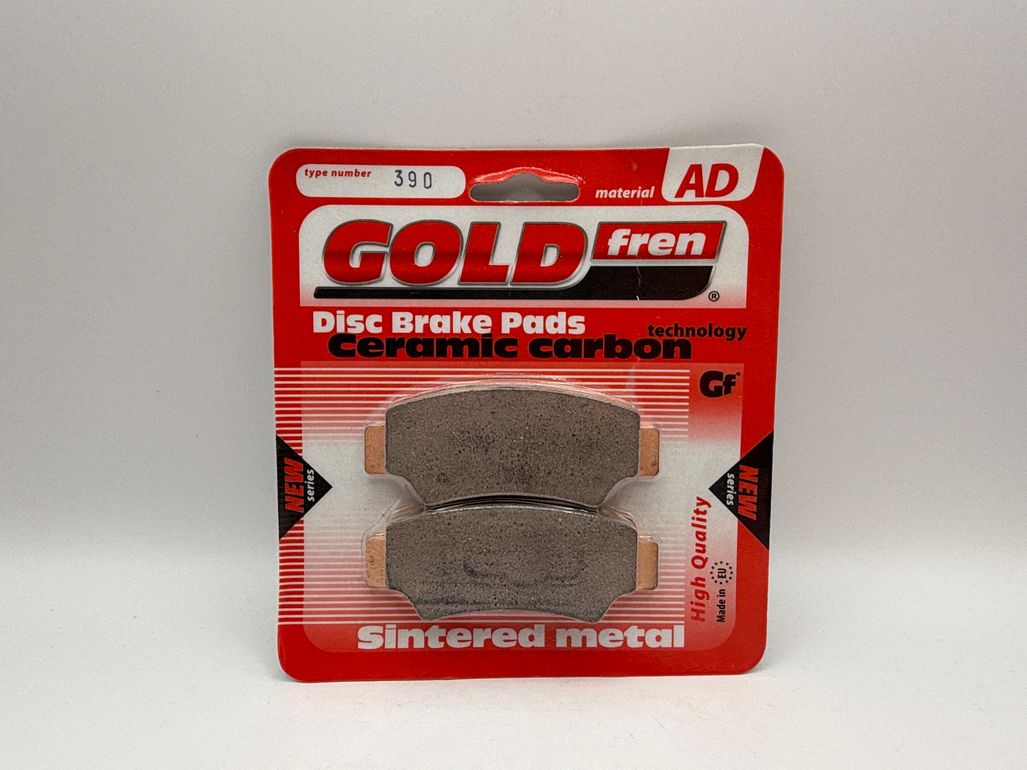 type number 390
material AD
GOLD fren ®
Disc Brake Pads
technology
Ceramic carbon
Gf
NEW
series
NEW
series
High Quality
Made in EU
Sintered metal